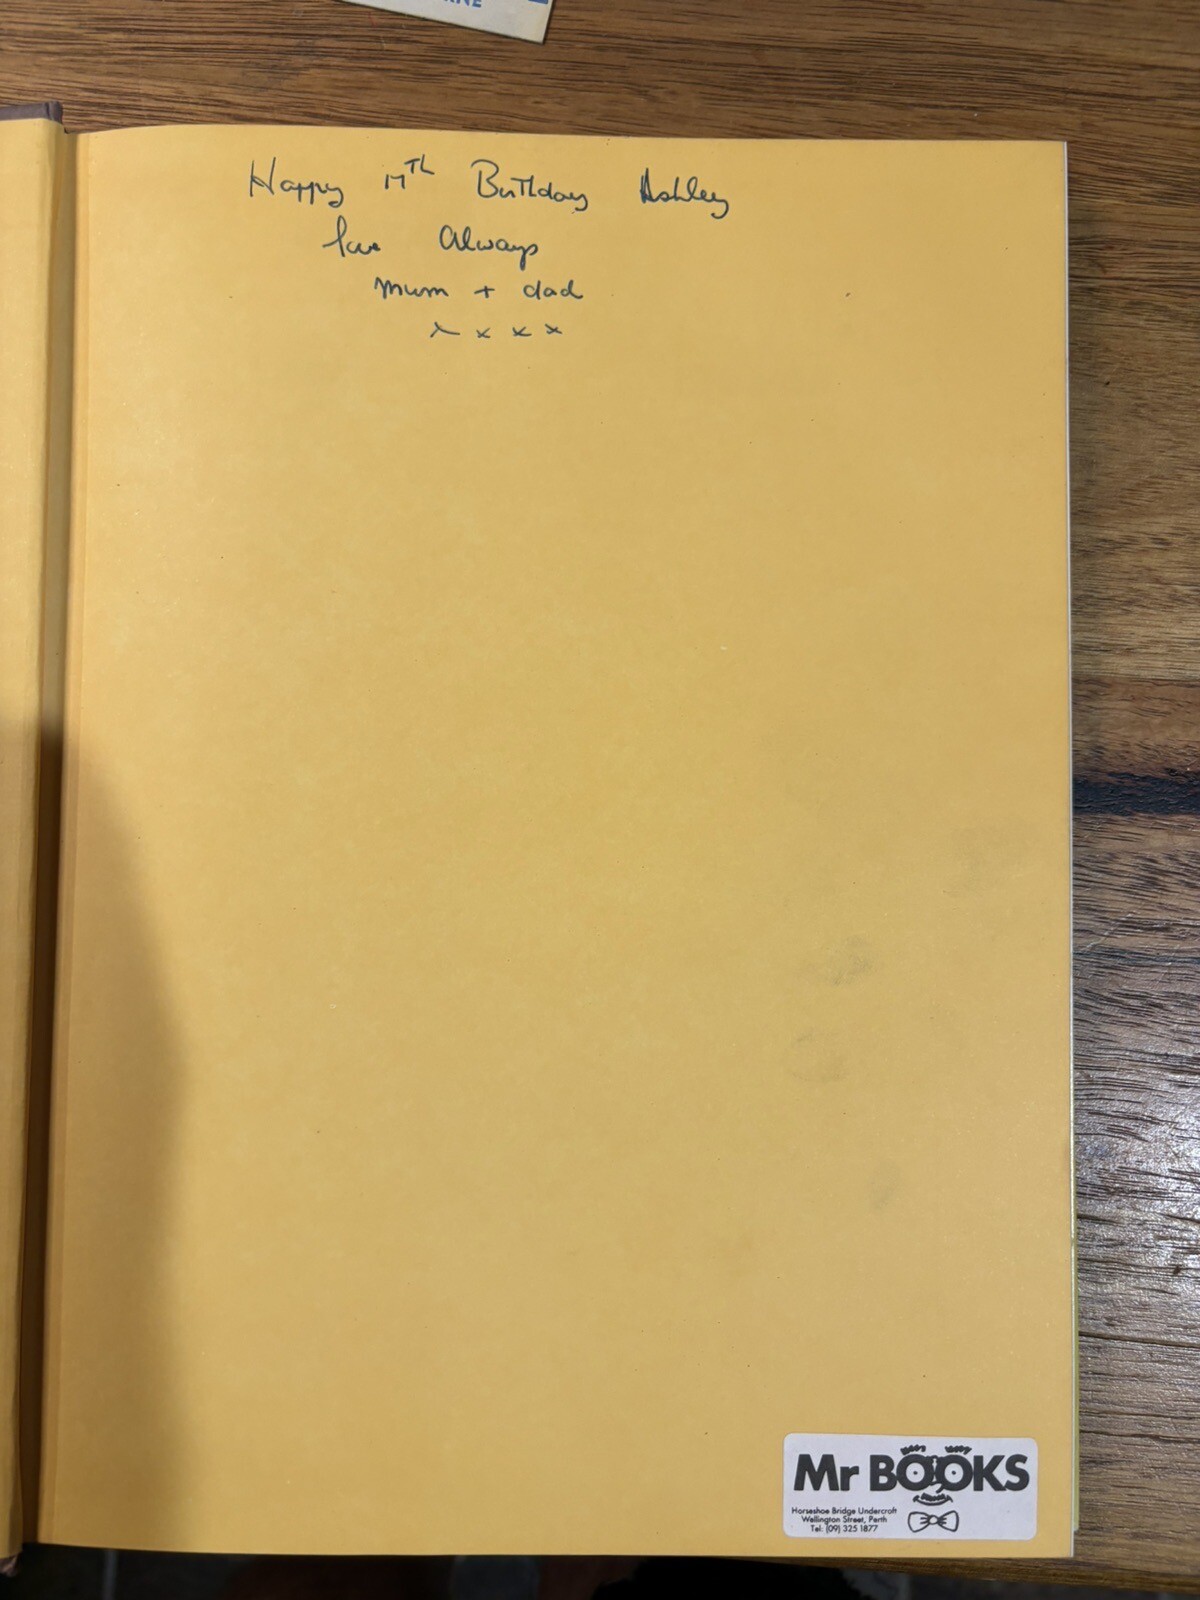 Happy 17TH Birthday Ashley
Love Always
mum + dad
x x x x
Mr BOOKS
Horseshoe Bridge Undercroft
Wellington Street, Perth
Tel: (09) 325 1877